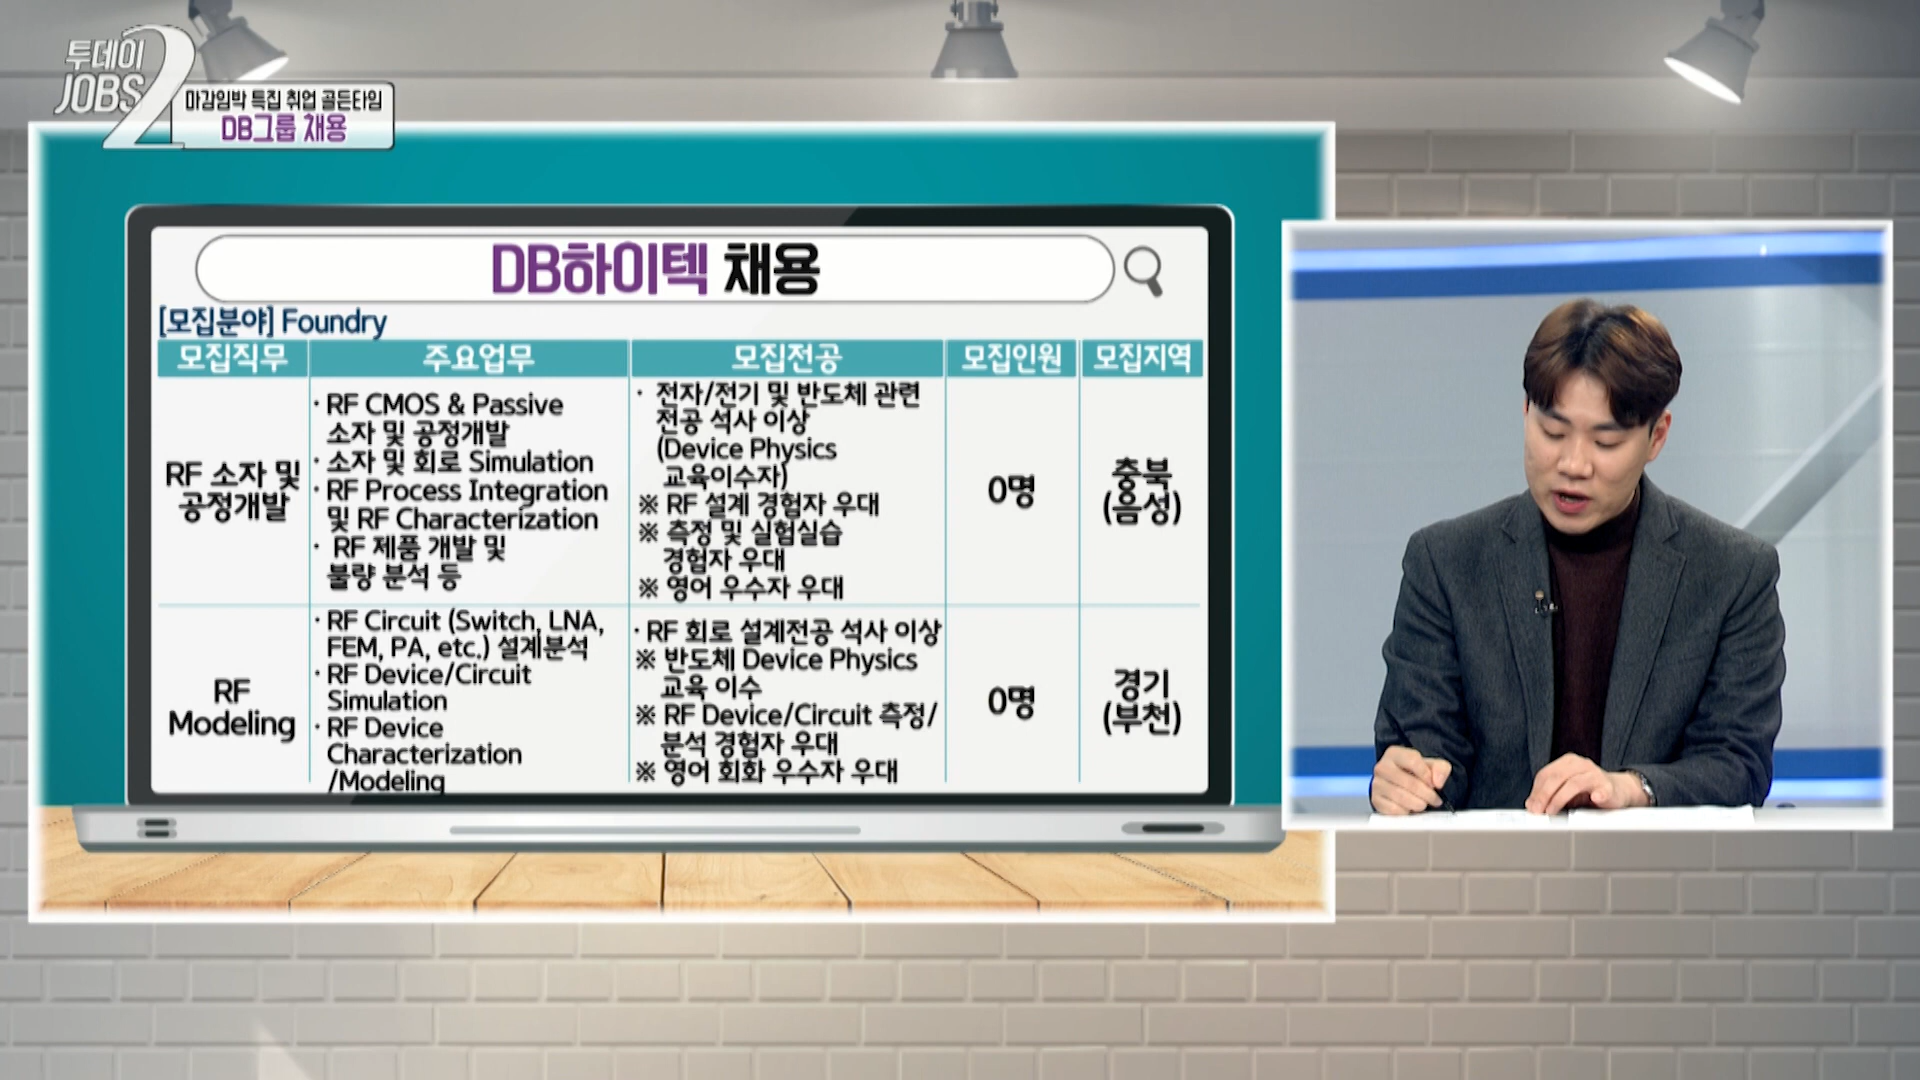 투데이
JOBS 2
마감임박 특집 취업 골든타임
DB그룹 채용
DB하이텍 채용
[모집분야] Foundry
모집직무
주요업무
모집전공
모집인원
모집지역
RF 소자 및
공정개발
· RF CMOS & Passive
소자 및 공정개발
· 소자 및 회로 Simulation
· RF Process Integration
및 RF Characterization
· RF 제품 개발 및
불량 분석 등
· 전자/전기 및 반도체 관련
전공 석사 이상
(Device Physics
교육이수자)
※ RF 설계 경험자 우대
※ 측정 및 실험실습
경험자 우대
※ 영어 우수자 우대
0명
충북
(음성)
RF
Modeling
· RF Circuit (Switch, LNA,
FEM, PA, etc.) 설계분석
· RF Device/Circuit
Simulation
· RF Device
Characterization
/Modeling
· RF 회로 설계전공 석사 이상
※ 반도체 Device Physics
교육 이수
※ RF Device/Circuit 측정/
분석 경험자 우대
※ 영어 회화 우수자 우대
0명
경기
(부천)